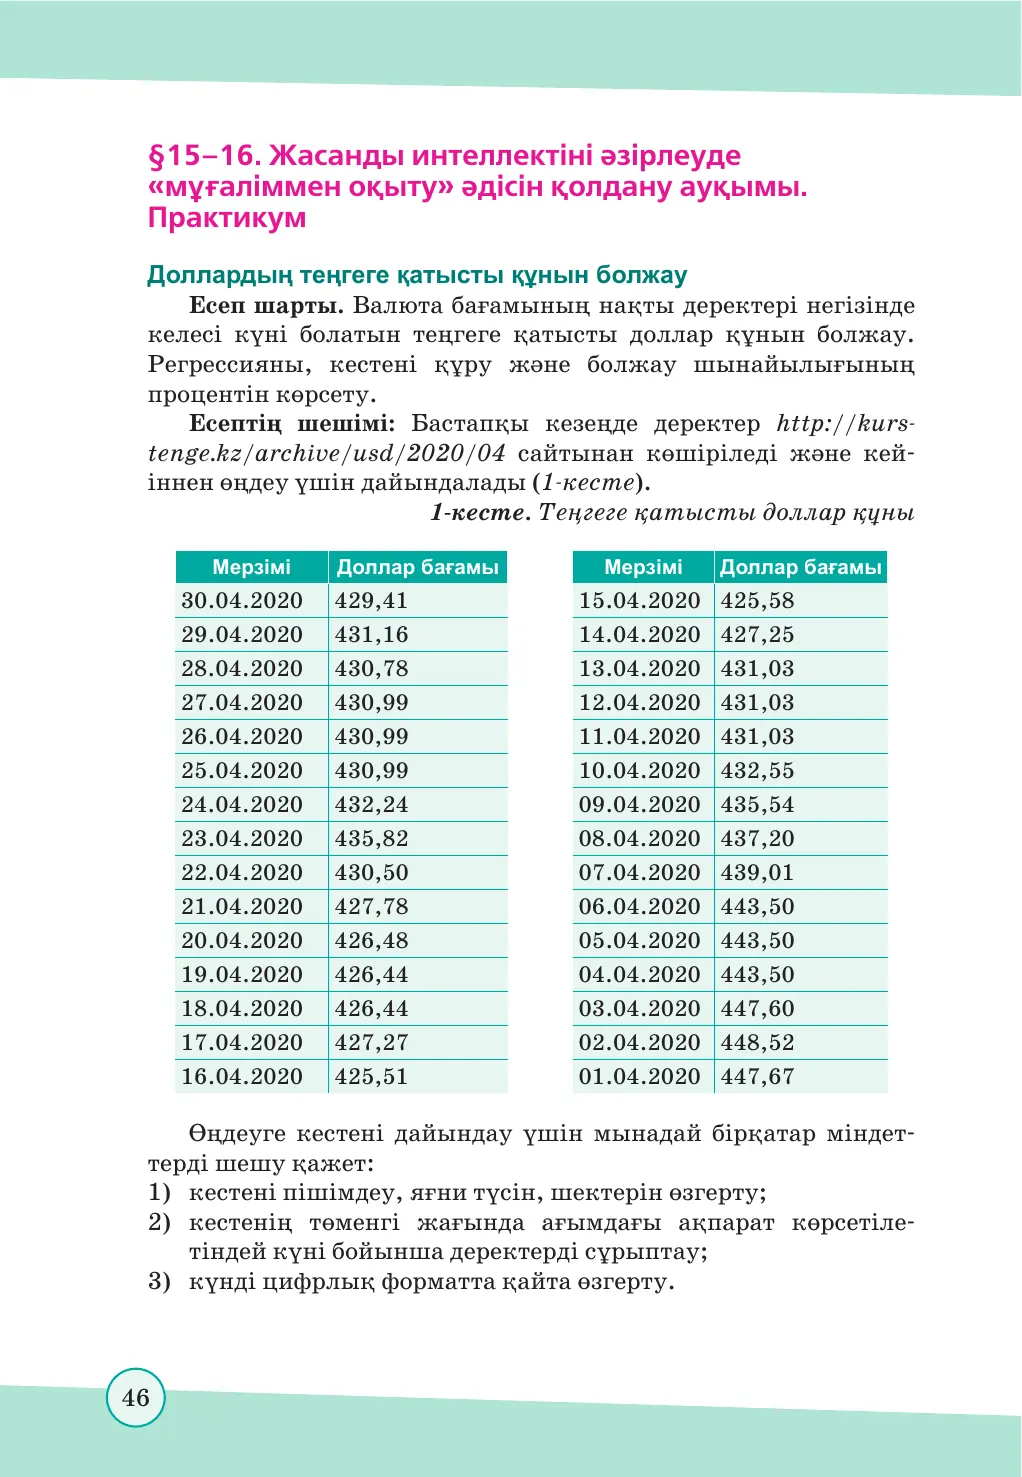 §15–16. Жасанды интеллектіні әзірлеуде
«мұғаліммен оқыту» әдісін қолдану ауқымы.
Практикум
Доллардың теңгеге қатысты құнын болжау
Есеп шарты. Валюта бағамының нақты деректері негізінде
келесі күні болатын теңгеге қатысты доллар құнын болжау.
Регрессияны, кестені құру және болжау шынайылығының
процентін көрсету.
Есептің шешімі: Бастапқы кезеңде деректер http://kurs-
tenge.kz/archive/usd/2020/04 сайтынан көшіріледі және кей-
іннен өңдеу үшін дайындалады (1-кесте).
1-кесте. Теңгеге қатысты доллар құны
Мерзімі Доллар бағамы
30.04.2020 429,41
29.04.2020 431,16
28.04.2020 430,78
27.04.2020 430,99
26.04.2020 430,99
25.04.2020 430,99
24.04.2020 432,24
23.04.2020 435,82
22.04.2020 430,50
21.04.2020 427,78
20.04.2020 426,48
19.04.2020 426,44
18.04.2020 426,44
17.04.2020 427,27
16.04.2020 425,51
Мерзімі Доллар бағамы
15.04.2020 425,58
14.04.2020 427,25
13.04.2020 431,03
12.04.2020 431,03
11.04.2020 431,03
10.04.2020 432,55
09.04.2020 435,54
08.04.2020 437,20
07.04.2020 439,01
06.04.2020 443,50
05.04.2020 443,50
04.04.2020 443,50
03.04.2020 447,60
02.04.2020 448,52
01.04.2020 447,67
Өңдеуге кестені дайындау үшін мынадай бірқатар міндет-
терді шешу қажет:
1) кестені пішімдеу, яғни түсін, шектерін өзгерту;
2) кестенің төменгі жағында ағымдағы ақпарат көрсетіле-
тіндей күні бойынша деректерді сұрыптау;
3) күнді цифрлық форматта қайта өзгерту.
46